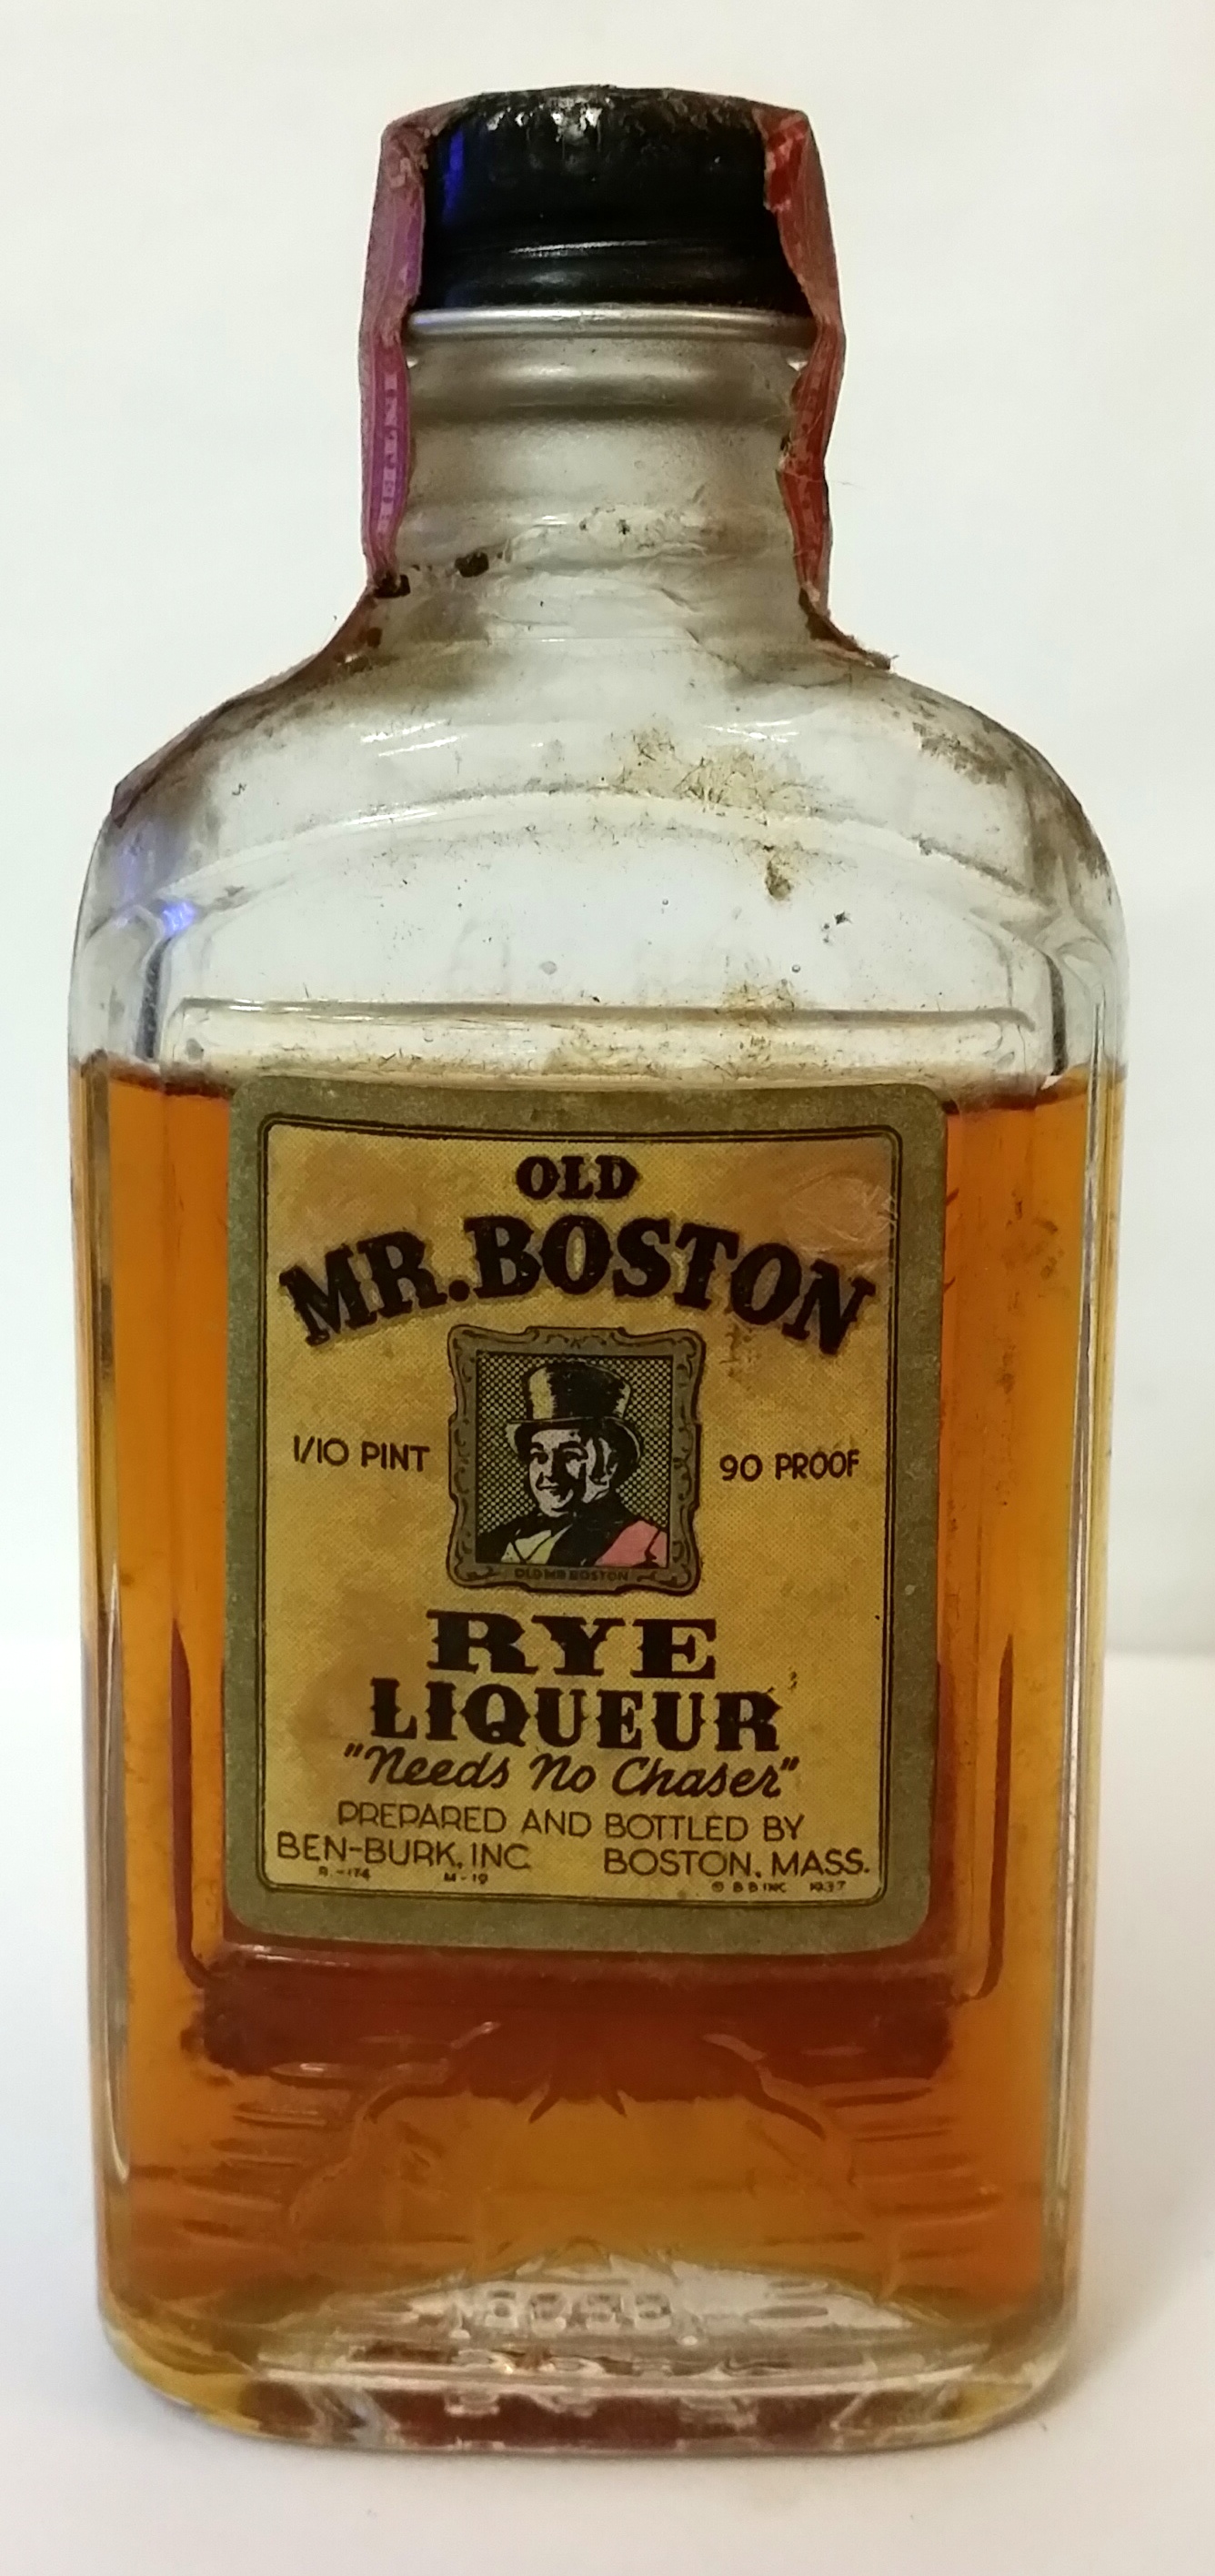 OLD
MR. BOSTON
1/10 PINT
90 PROOF
OLD MR BOSTON
RYE
LIQUEUR
"Needs No Chaser"
PREPARED AND BOTTLED BY
BEN-BURK, INC BOSTON, MASS.
R.-174 M-19 © B B INC 1937